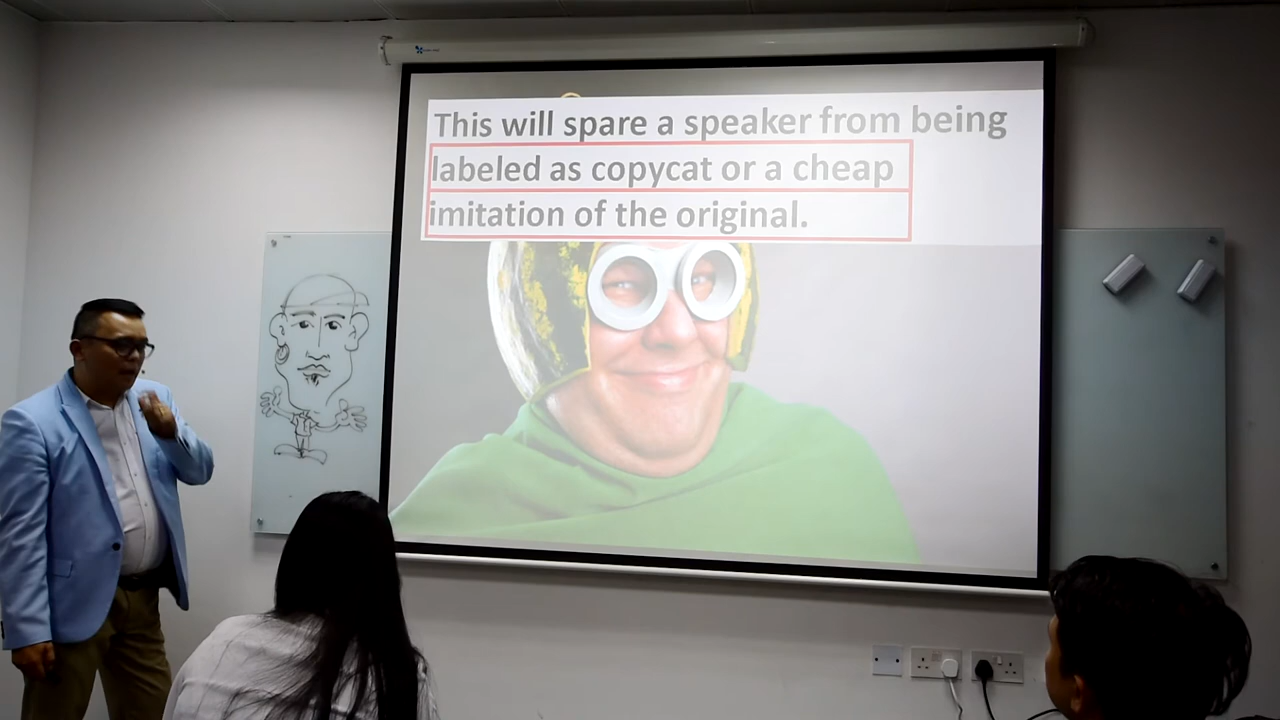 This will spare a speaker from being
labeled as copycat or a cheap
imitation of the original.